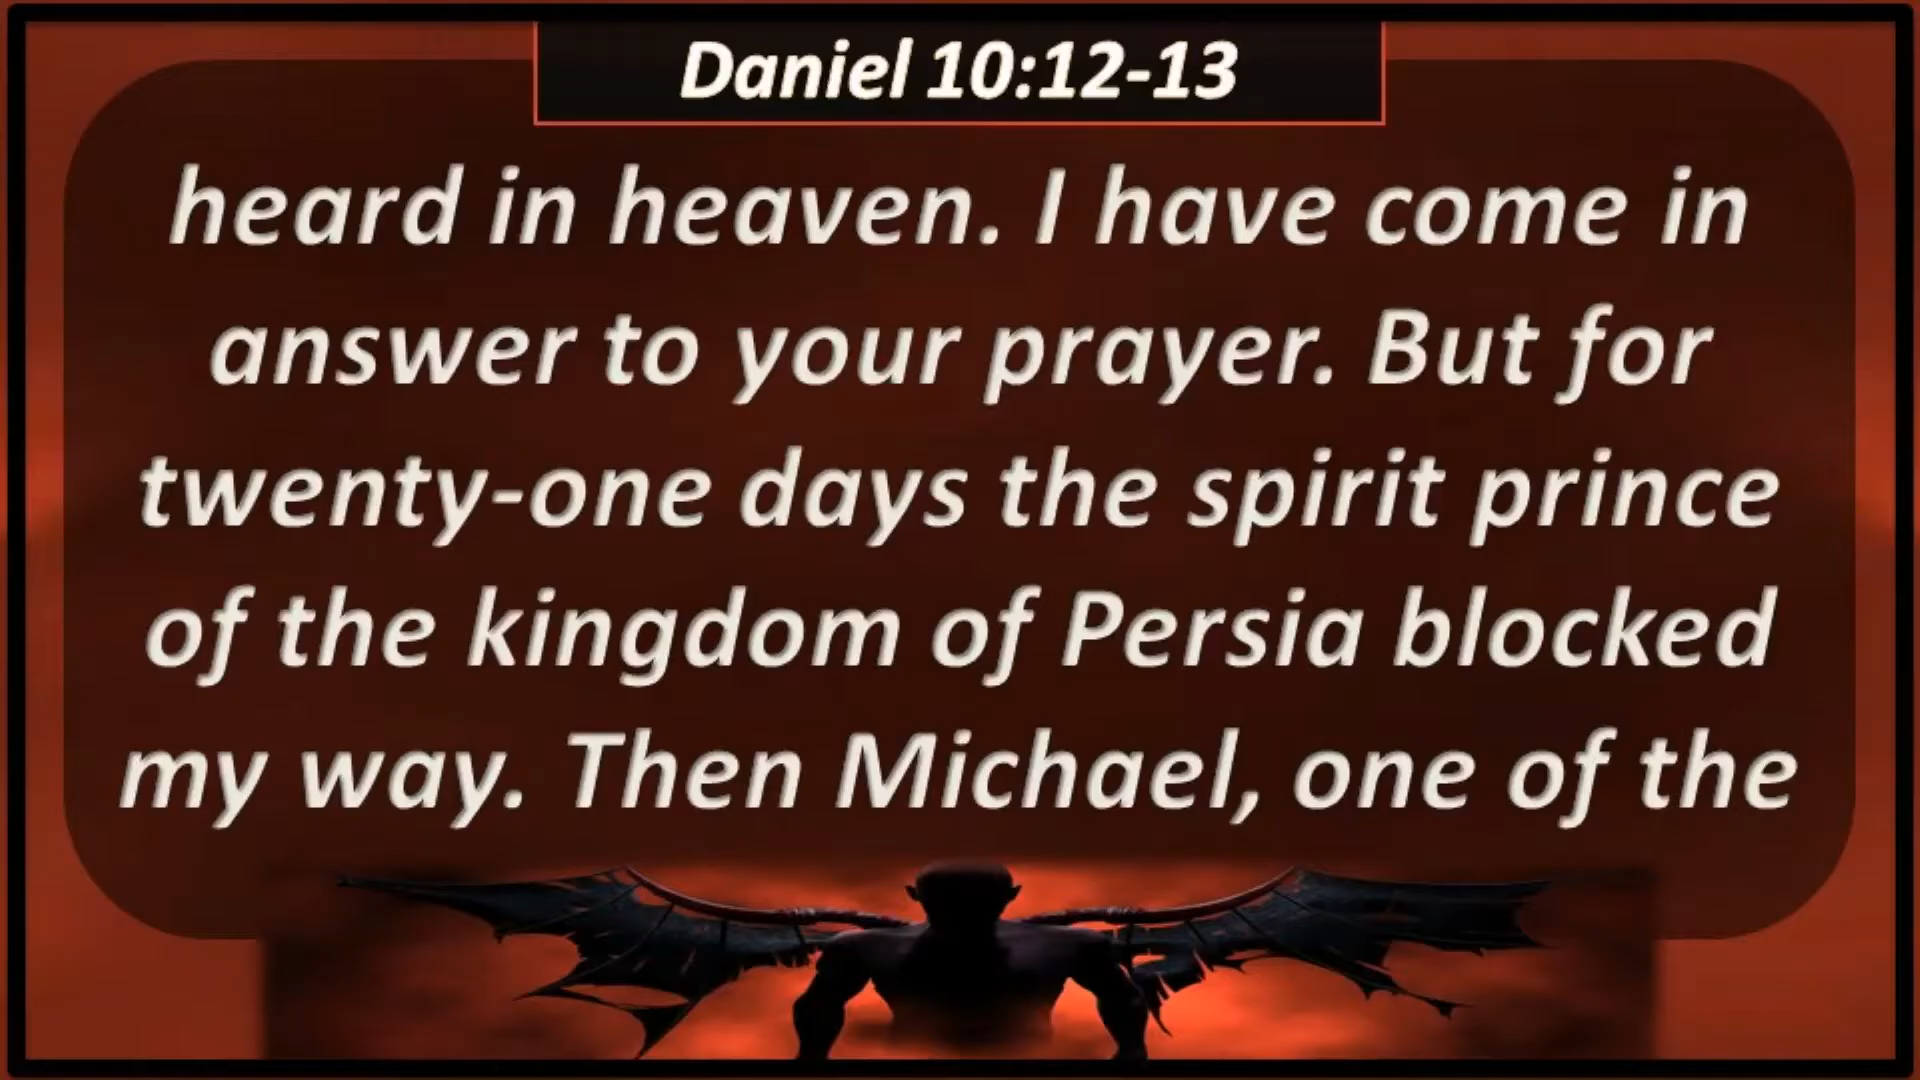 Daniel 10:12-13
heard in heaven. I have come in
answer to your prayer. But for
twenty-one days the spirit prince
of the kingdom of Persia blocked
my way. Then Michael, one of the